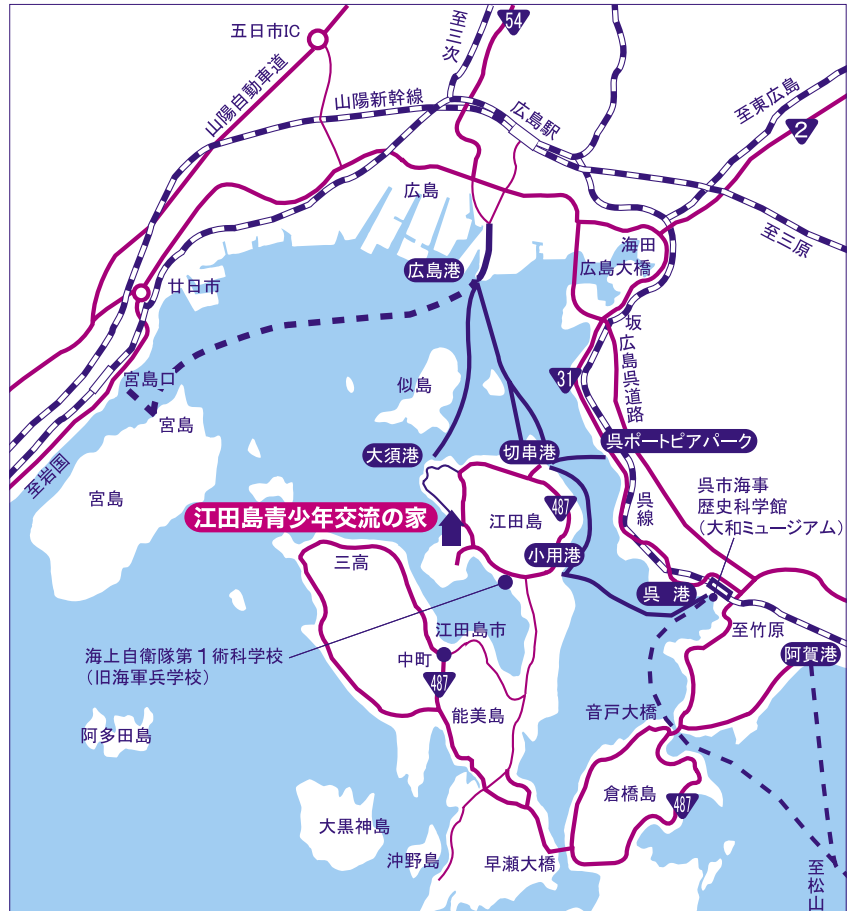 五日市IC
至三次
54
山陽自動車道
山陽新幹線
広島駅
至東広島
2
広島
海田
広島大橋
至三原
広島港
廿日市
坂
広島呉道路
31
宮島口
似島
宮島
大須港
切串港
呉ポートピアパーク
至岩国
宮島
呉市海事
歴史科学館
(大和ミュージアム)
江田島青少年交流の家
江田島
487
呉線
小用港
三高
呉 港
至竹原
江田島市
海上自衛隊第1術科学校
(旧海軍兵学校)
中町
阿賀港
487
能美島
音戸大橋
阿多田島
倉橋島
487
大黒神島
沖野島
早瀬大橋
至松山